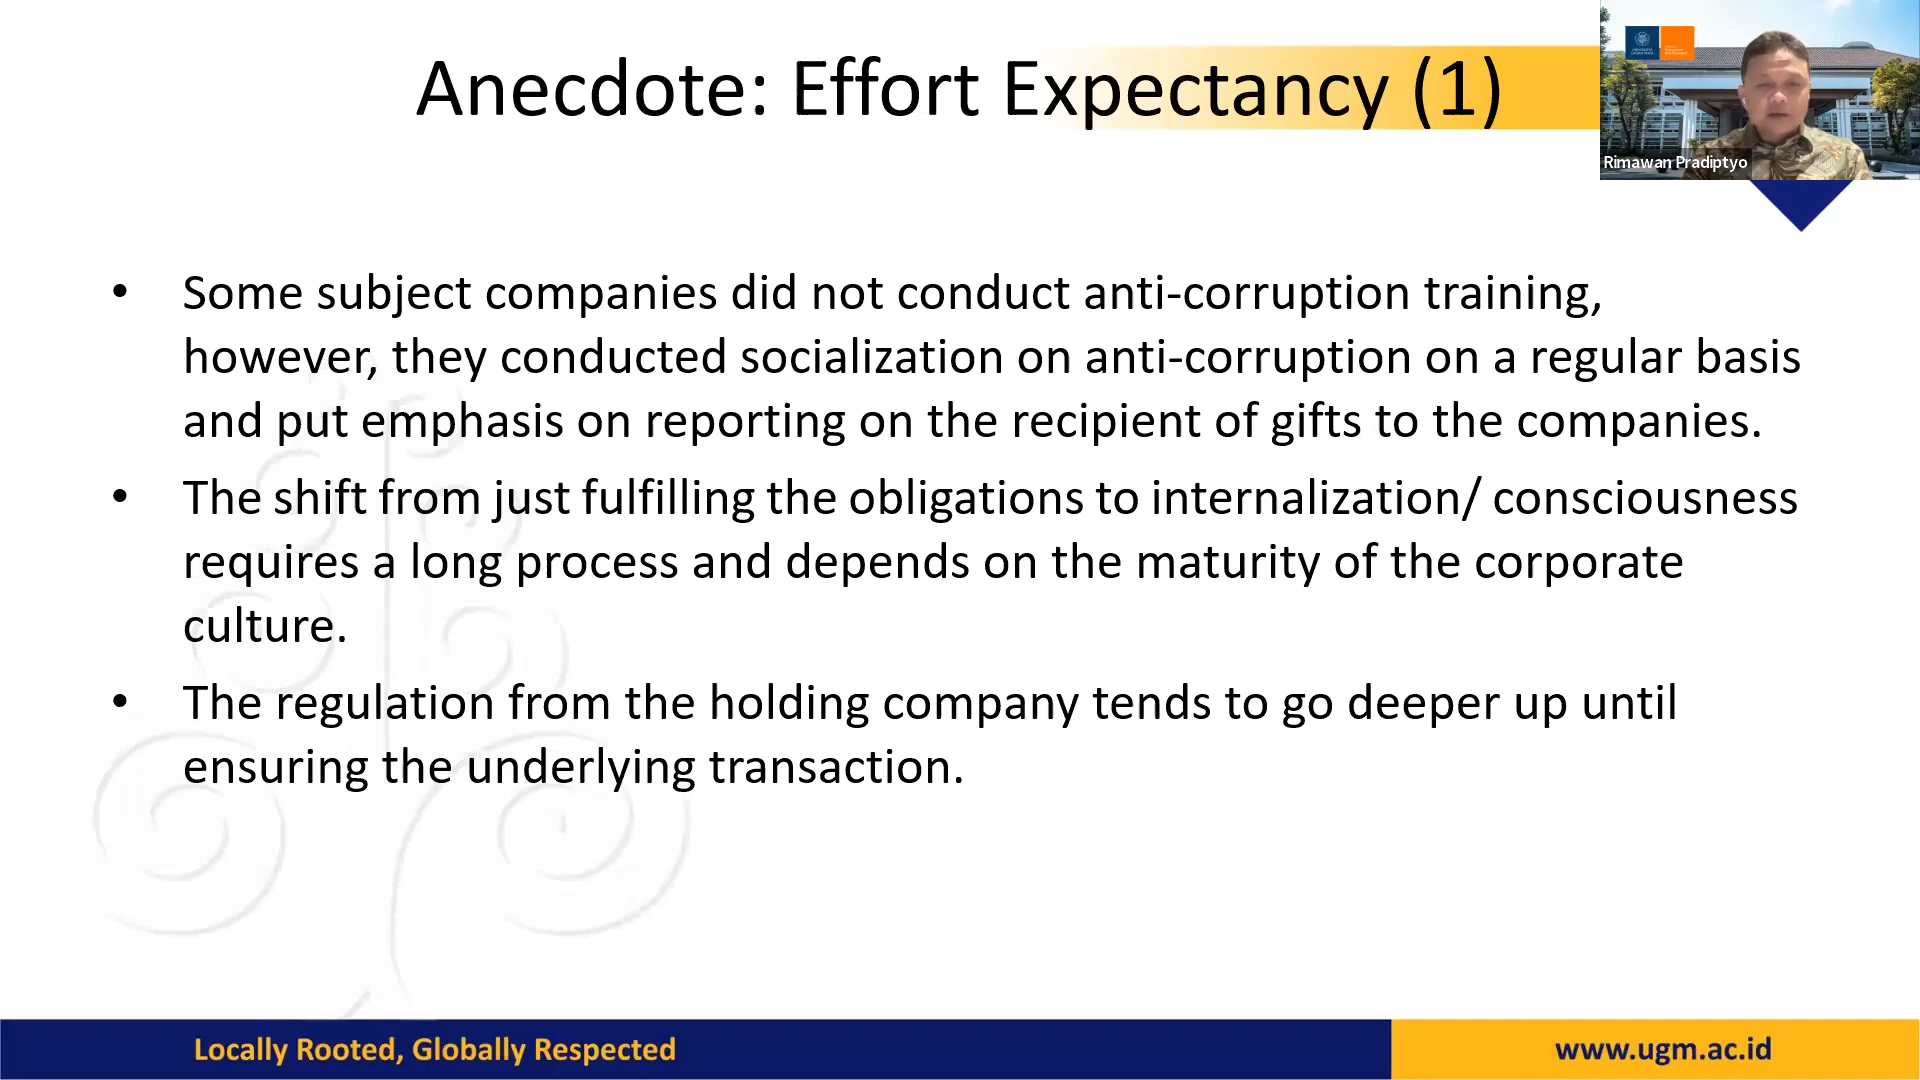 Anecdote: Effort Expectancy (1)
Rimawan Pradiptyo
• Some subject companies did not conduct anti-corruption training,
however, they conducted socialization on anti-corruption on a regular basis
and put emphasis on reporting on the recipient of gifts to the companies.
• The shift from just fulfilling the obligations to internalization/ consciousness
requires a long process and depends on the maturity of the corporate
culture.
• The regulation from the holding company tends to go deeper up until
ensuring the underlying transaction.
Locally Rooted, Globally Respected
www.ugm.ac.id